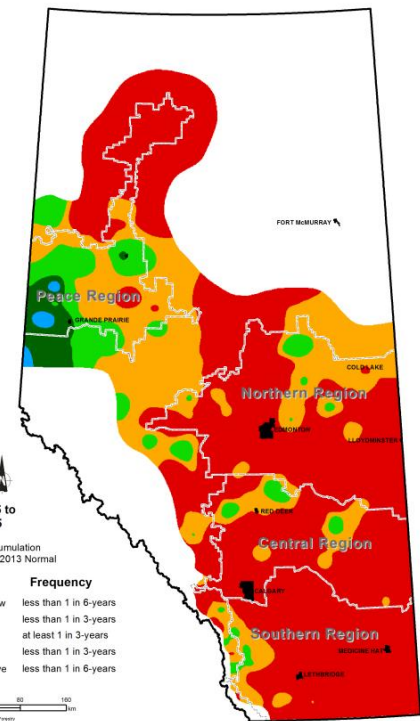 FORT McMURRAY
Peace Region
GRANDE PRAIRIE
COLD LAKE
Northern Region
EDMONTON
LLOYDMINSTER
RED DEER
Central Region
CALGARY
Southern Region
MEDICINE HAT
LETHBRIDGE
to
2013 Normal
Frequency
less than 1 in 6-years
less than 1 in 3-years
at least 1 in 3-years
less than 1 in 3-years
less than 1 in 6-years
80 160
km